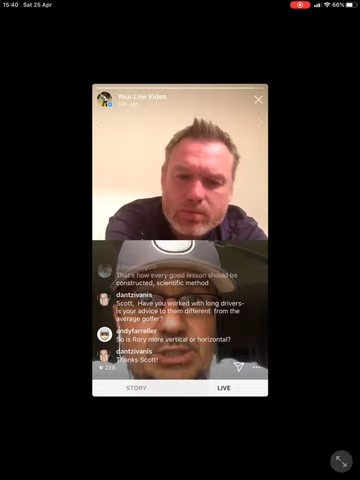 15:40 Sat 25 Apr
66%
Your Live Video
That's how every good lesson should be
constructed, scientific method
dantzivanis
Scott, Have you worked with long drivers-
is your advice to them different from the
average golfer?
andyfarreller
So is Rory more vertical or horizontal?
dantzivanis
Thanks Scott!
228
STORY LIVE